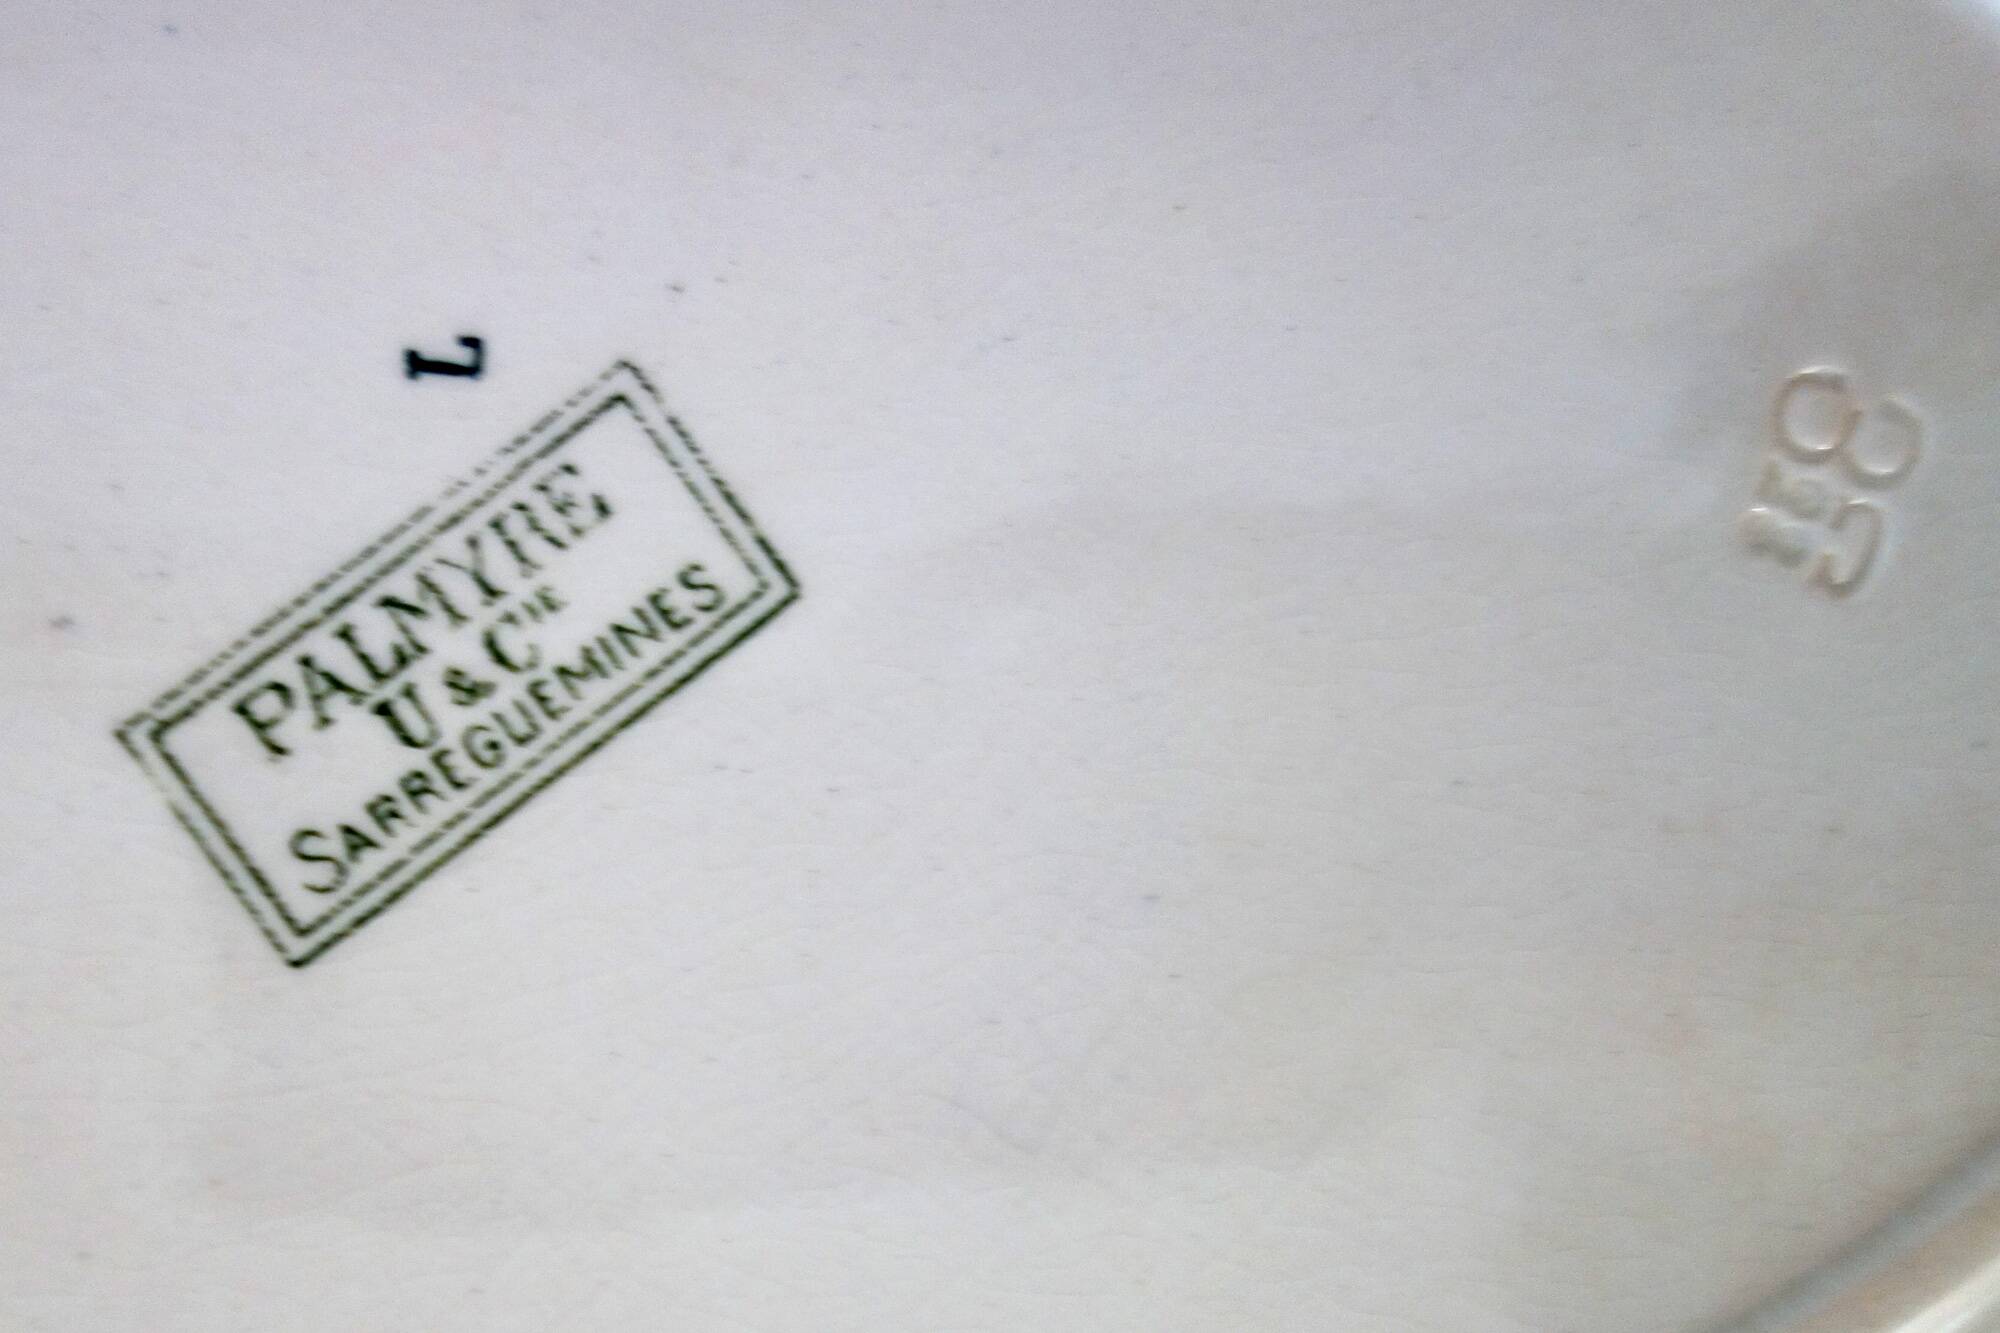 L
PALMYRE
U & CIE
SARREGUEMINES